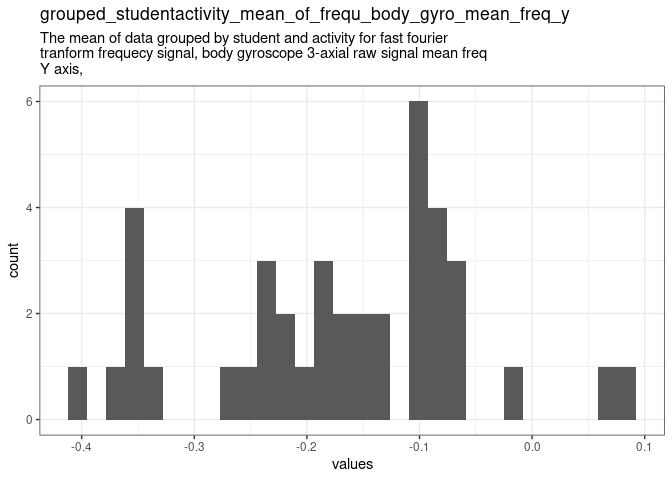 grouped_studentactivity_mean_of_frequ_body_gyro_mean_freq_y
The mean of data grouped by student and activity for fast fourier
tranform frequecy signal, body gyroscope 3-axial raw signal mean freq
Y axis,
6
4
2
0
count
-0.4 -0.3 -0.2 -0.1 0.0 0.1
values